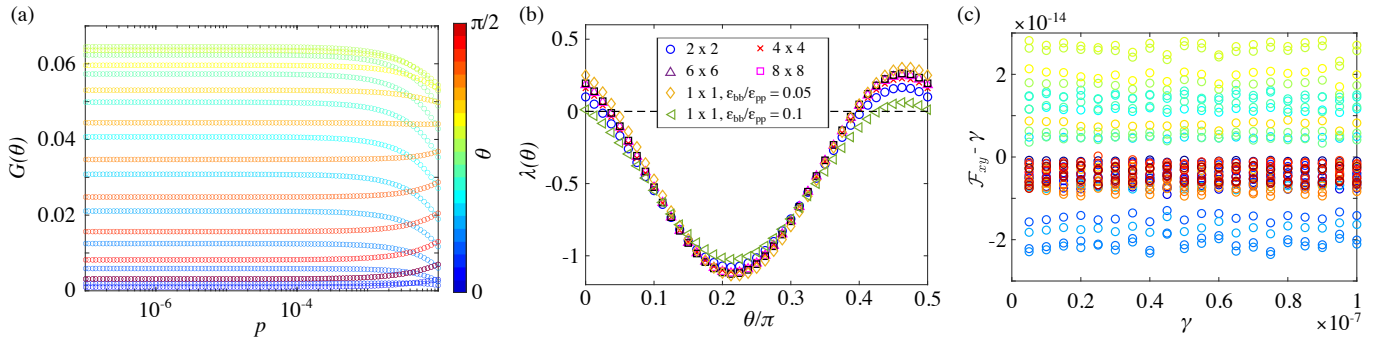 (a)
G(θ)
0.06
0.04
0.02
0
10⁻⁶
10⁻⁴
p
π/2
θ
0
(b)
λ(θ)
0.5
0
-0.5
-1
2 x 2
4 x 4
6 x 6
8 x 8
1 x 1, ε_bb/ε_pp = 0.05
1 x 1, ε_bb/ε_pp = 0.1
0
0.1
0.2
0.3
0.4
0.5
θ/π
(c)
×10⁻¹⁴
ℱ_xy - γ
2
0
-2
0
0.2
0.4
0.6
0.8
1
×10⁻⁷
γ